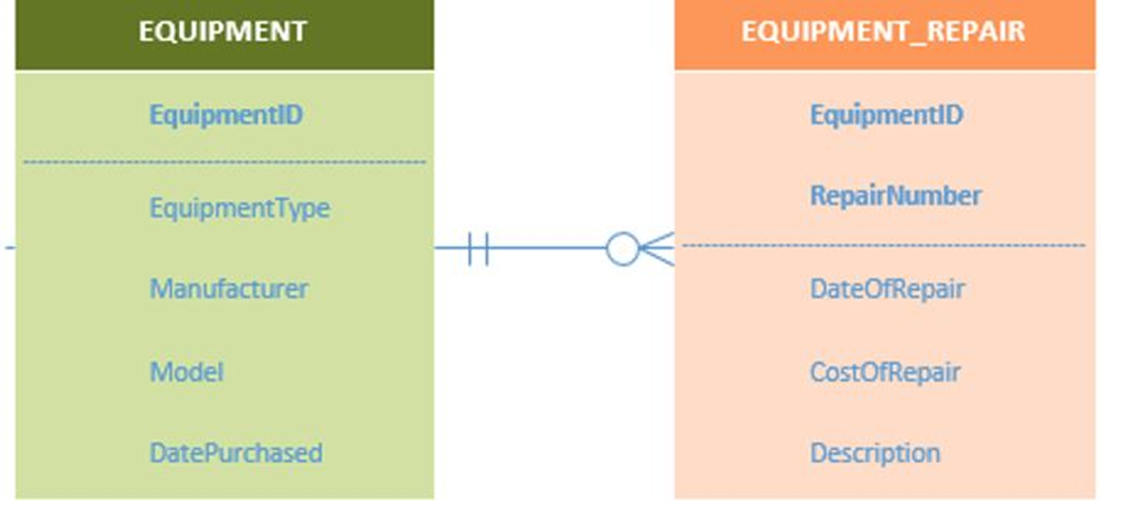 EQUIPMENT
EquipmentID
EquipmentType
Manufacturer
Model
DatePurchased
EQUIPMENT_REPAIR
EquipmentID
RepairNumber
DateOfRepair
CostOfRepair
Description